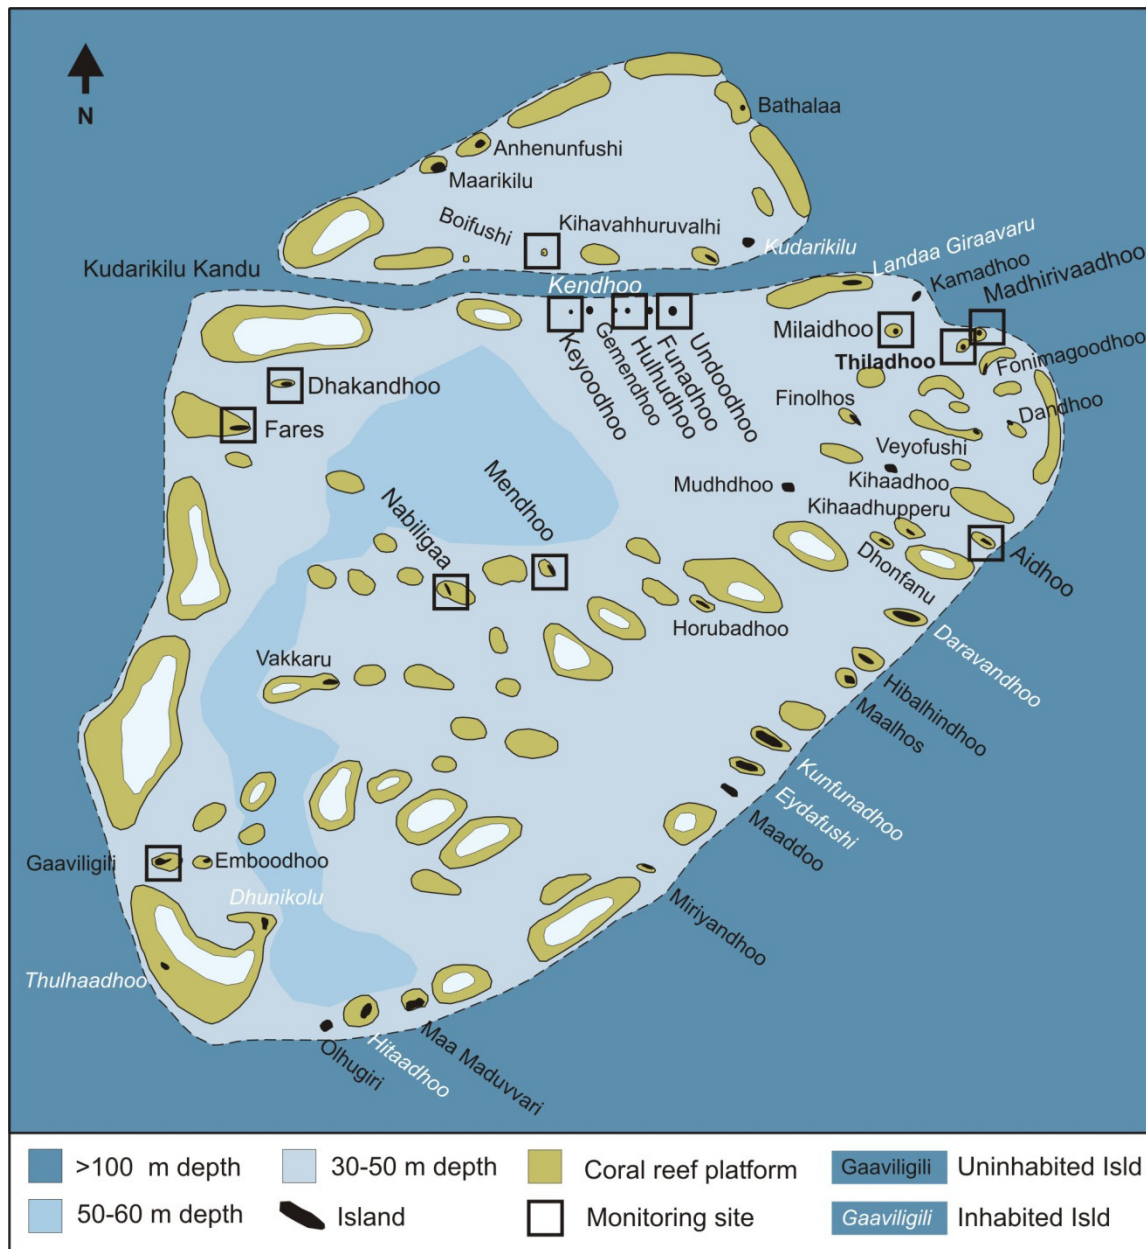 N
Bathalaa
Anhenunfushi
Maarikilu
Boifushi
Kihavahhuruvalhi
Kudarikilu
Landaa Giraavaru
Kudarikilu Kandu
Kendhoo
Kamadhoo
Madhirivaadhoo
Milaidhoo
Thiladhoo
Fonimagoodhoo
Keyoodhoo
Gemendhoo
Hulhudhoo
Funadhoo
Undoodhoo
Dhakandhoo
Fares
Finolhos
Dandhoo
Veyofushi
Mendhoo
Nabiligaa
Mudhdhoo
Kihaadhoo
Kihaadhupperu
Dhonfanu
Aidhoo
Horubadhoo
Daravandhoo
Vakkaru
Hibalhindhoo
Maalhos
Kunfunadhoo
Eydafushi
Maaddoo
Gaaviligili
Emboodhoo
Dhunikolu
Miriyandhoo
Thulhaadhoo
Olhugiri
Hitaadhoo
Maa Maduvvari
>100 m depth
30-50 m depth
Coral reef platform
Gaaviligili
Uninhabited Isld
50-60 m depth
Island
Monitoring site
Gaaviligili
Inhabited Isld